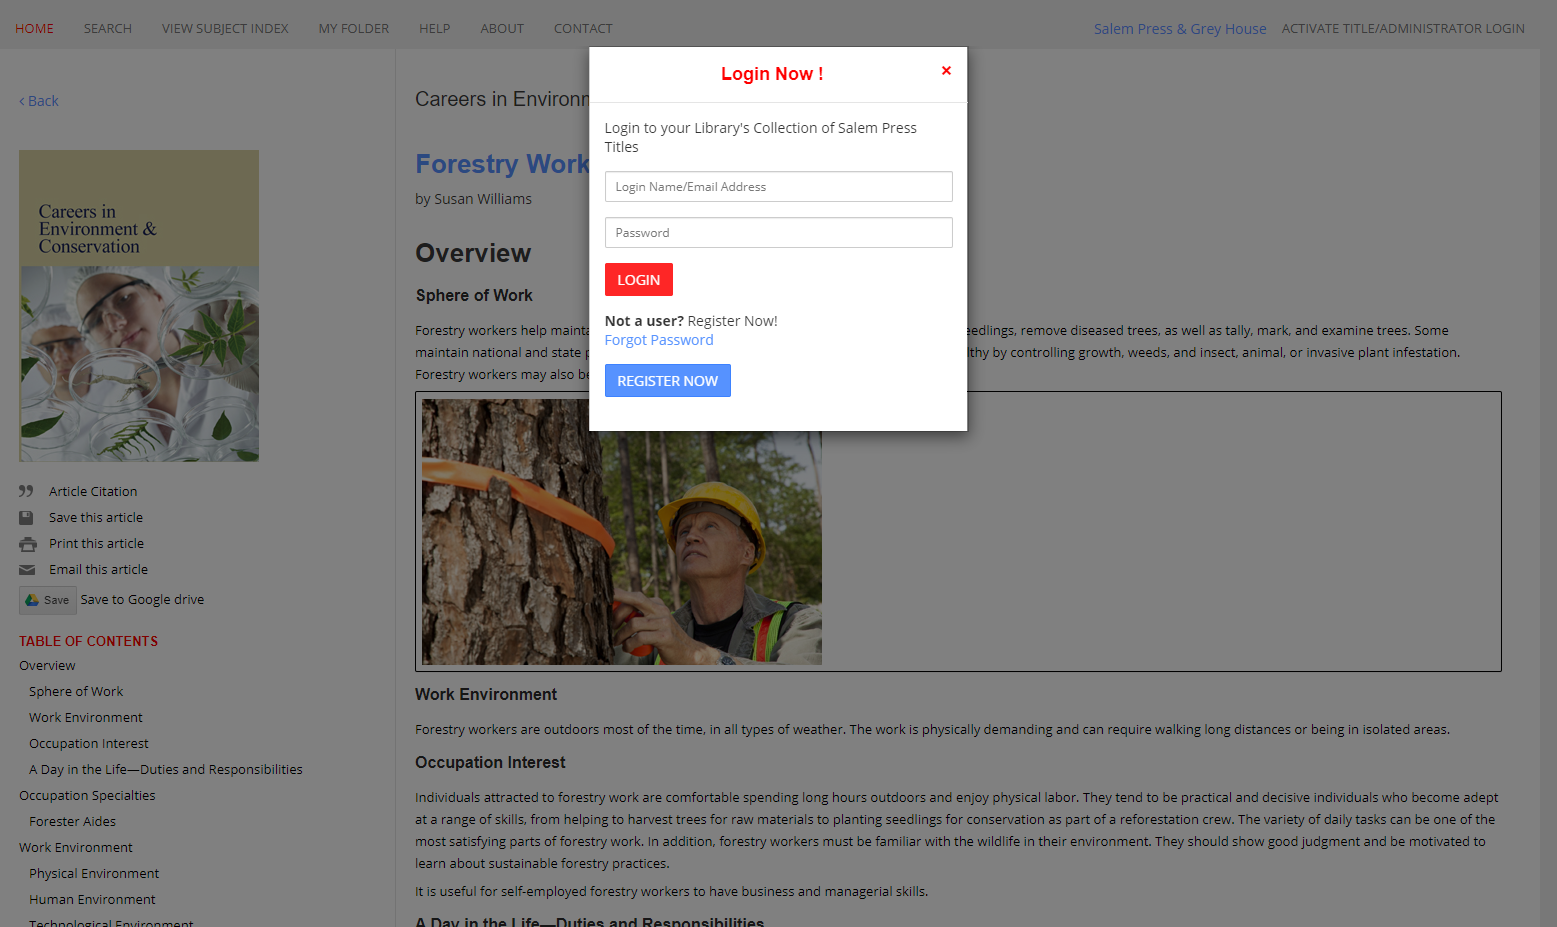 HOME SEARCH VIEW SUBJECT INDEX MY FOLDER HELP ABOUT CONTACT Salem Press & Grey House ACTIVATE TITLE/ADMINISTRATOR LOGIN
Login Now !
×
Login to your Library's Collection of Salem Press
Titles
Login Name/Email Address
Password
LOGIN
Not a user? Register Now!
Forgot Password
REGISTER NOW
‹ Back
Careers in
Environment &
Conservation
Article Citation
Save this article
Print this article
Email this article
Save Save to Google drive
TABLE OF CONTENTS
Overview
Sphere of Work
Work Environment
Occupation Interest
A Day in the Life—Duties and Responsibilities
Occupation Specialties
Forester Aides
Work Environment
Physical Environment
Human Environment
Technological Environment
Careers in
Forestry Work
by Susan Williams
Overview
Sphere of Work
Forestry workers help remove diseased trees, as well as tally, mark, and examine trees. Some
maintain national and state by controlling growth, weeds, and insect, animal, or invasive plant infestation.
Forestry workers may also
Work Environment
Forestry workers are outdoors most of the time, in all types of weather. The work is physically demanding and can require walking long distances or being in isolated areas.
Occupation Interest
Individuals attracted to forestry work are comfortable spending long hours outdoors and enjoy physical labor. They tend to be practical and decisive individuals who become adept
at a range of skills, from helping to harvest trees for raw materials to planting seedlings for conservation as part of a reforestation crew. The variety of daily tasks can be one of the
most satisfying parts of forestry work. In addition, forestry workers must be familiar with the wildlife in their environment. They should show good judgment and be motivated to
learn about sustainable forestry practices.
It is useful for self-employed forestry workers to have business and managerial skills.
A Day in the Life—Duties and Responsibilities